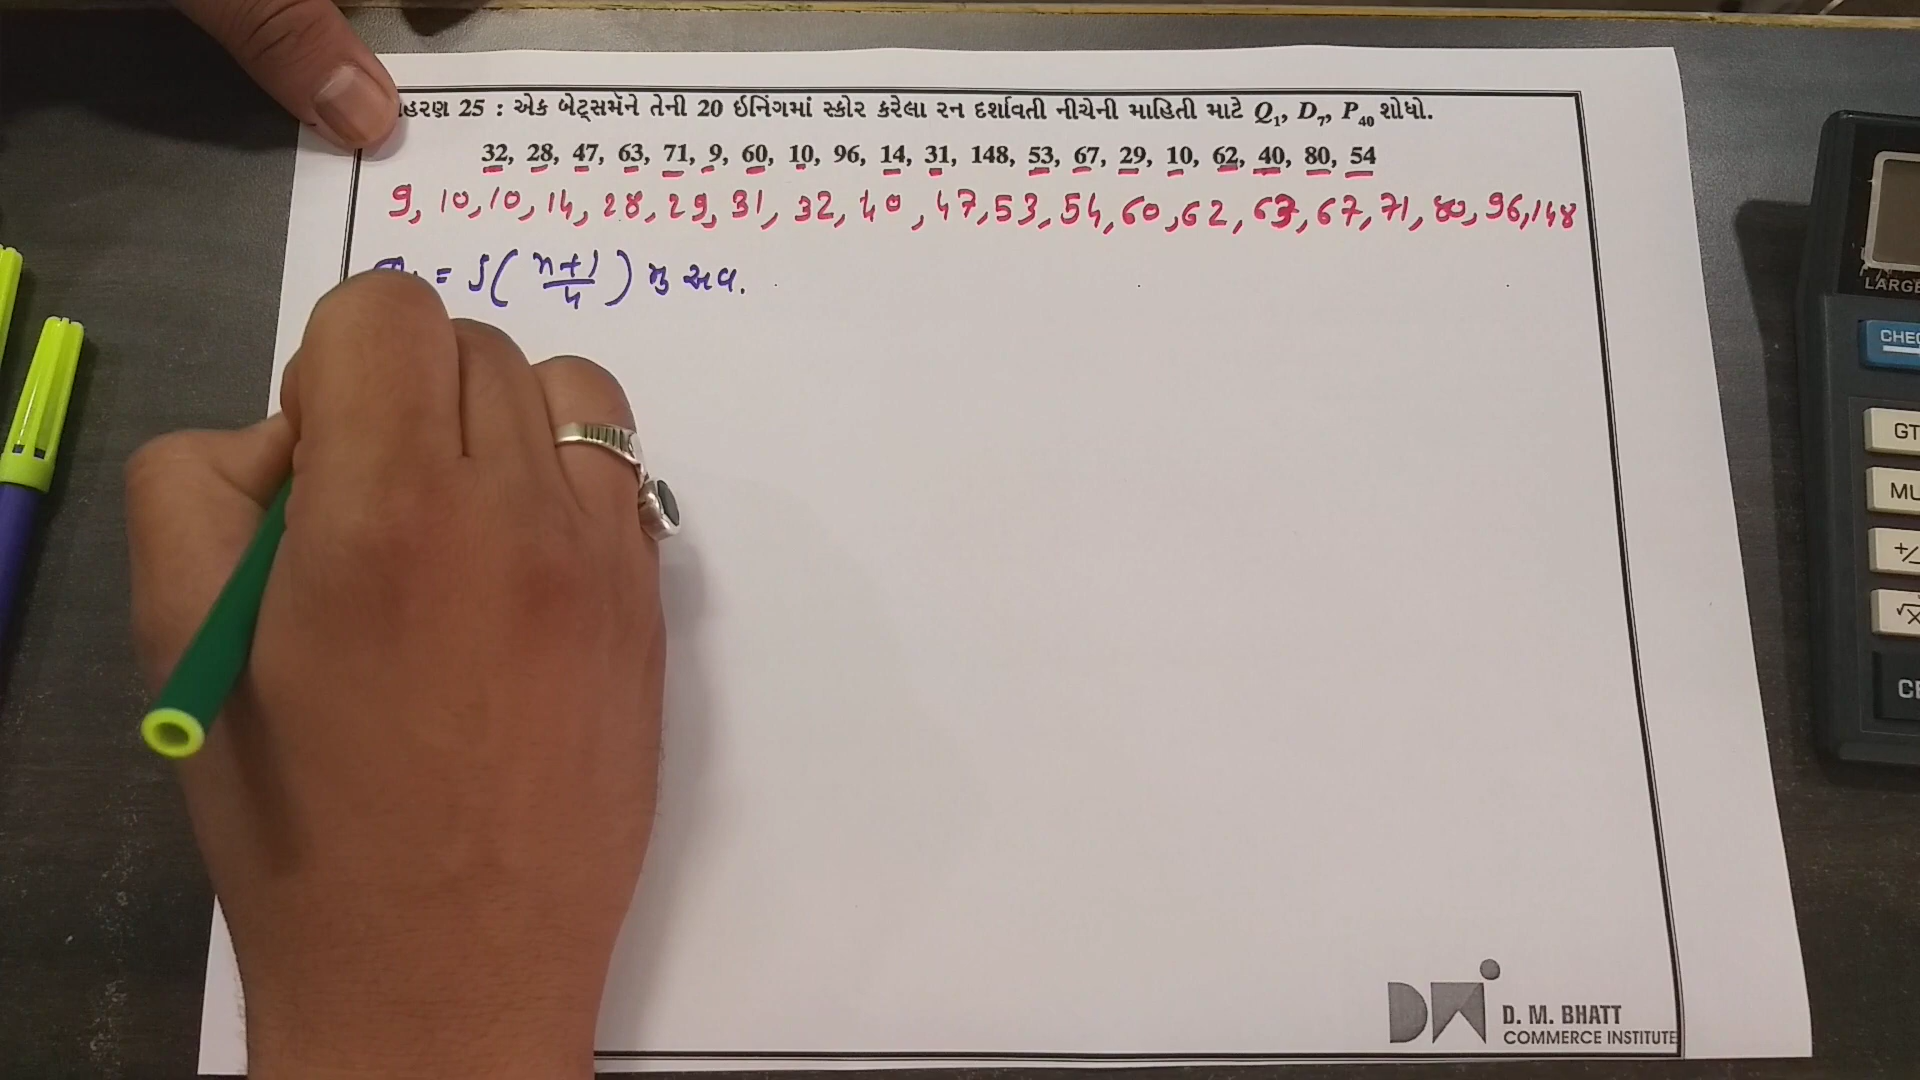 હરણ 25 : એક બેટ્સમૅને તેની 20 ઇનિંગમાં સ્કોર કરેલા રન દર્શાવતી નીચેની માહિતી માટે Q₁, D₇, P₄₀ શોધો.
32, 28, 47, 63, 71, 9, 60, 10, 96, 14, 31, 148, 53, 67, 29, 10, 62, 40, 80, 54
9, 10, 10, 14, 28, 29, 31, 32, 40, 47, 53, 54, 60, 62, 63, 67, 71, 80, 96, 148
= j ( n+1 / 4 ) મુ અવ.
LARGE
CHEC
GT
MU
+/
√x
CE
D. M. BHATT
COMMERCE INSTITUTE